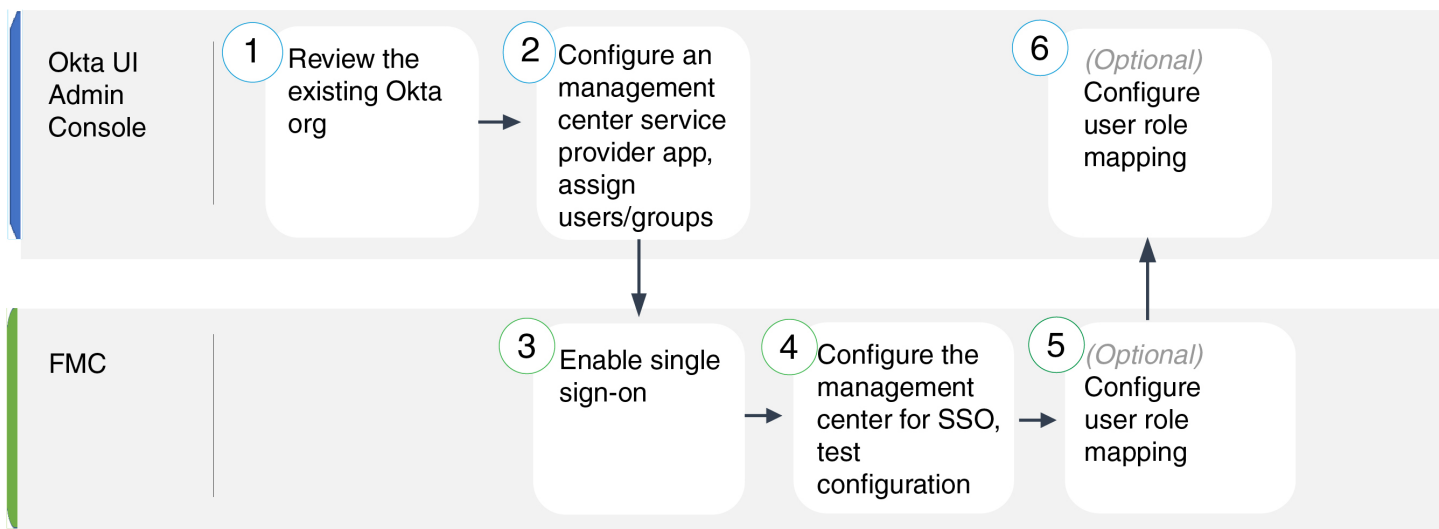 Okta UI
Admin
Console
1
Review the
existing Okta
org
2
Configure an
management
center service
provider app,
assign
users/groups
6
(Optional)
Configure
user role
mapping
FMC
3
Enable single
sign-on
4
Configure the
management
center for SSO,
test
configuration
5
(Optional)
Configure
user role
mapping